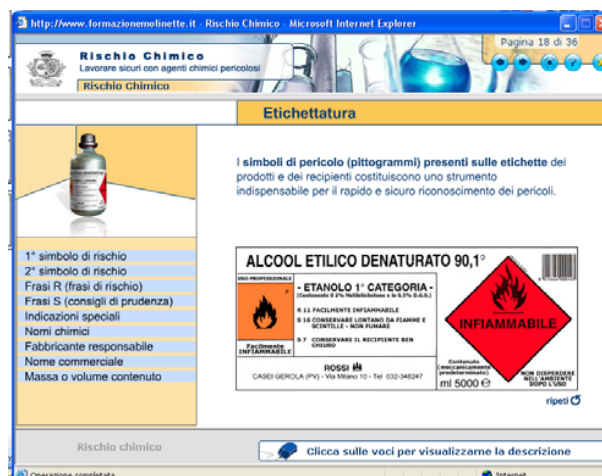 http://www.formazionemolinette.it - Rischio Chimico - Microsoft Internet Explorer
Pagina 18 di 36
Rischio Chimico
Lavorare sicuri con agenti chimici pericolosi
Rischio Chimico
Etichettatura
I simboli di pericolo (pittogrammi) presenti sulle etichette dei
prodotti e dei recipienti costituiscono uno strumento
indispensabile per il rapido e sicuro riconoscimento dei pericoli.
1° simbolo di rischio
2° simbolo di rischio
Frasi R (frasi di rischio)
Frasi S (consigli di prudenza)
Indicazioni speciali
Nomi chimici
Fabbricante responsabile
Nome commerciale
Massa o volume contenuto
ALCOOL ETILICO DENATURATO 90,1°
USO PROFESSIONALE
- ETANOLO 1° CATEGORIA -
R 11 FACILMENTE INFIAMMABILE
S 16 CONSERVARE LONTANO DA FIAMME E
SCINTILLE - NON FUMARE
S 7 CONSERVARE IL RECIPIENTE BEN
CHIUSO
Facilmente
INFIAMMABILE
INFIAMMABILE
ROSSI
CASEI GEROLA (PV) - Via Milano 10 - Tel 032-348247
Contenuto
(meccanicamente
predeterminato)
ml 5000 e
NON DISPERDERE
NELL'AMBIENTE
DOPO L'USO
ripeti
Rischio chimico
Clicca sulle voci per visualizzarne la descrizione
Operazione completata
Internet